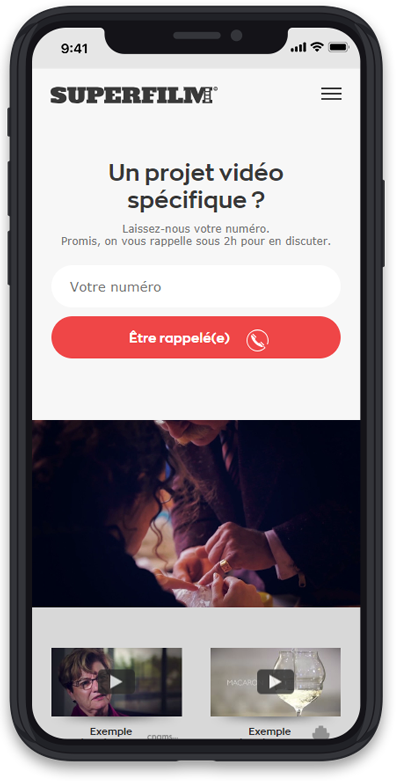 9:41
SUPERFILM
Un projet vidéo
spécifique ?
Laissez-nous votre numéro.
Promis, on vous rappelle sous 2h pour en discuter.
Votre numéro
Être rappelé(e)
MACARO
Exemple
cnams
Exemple